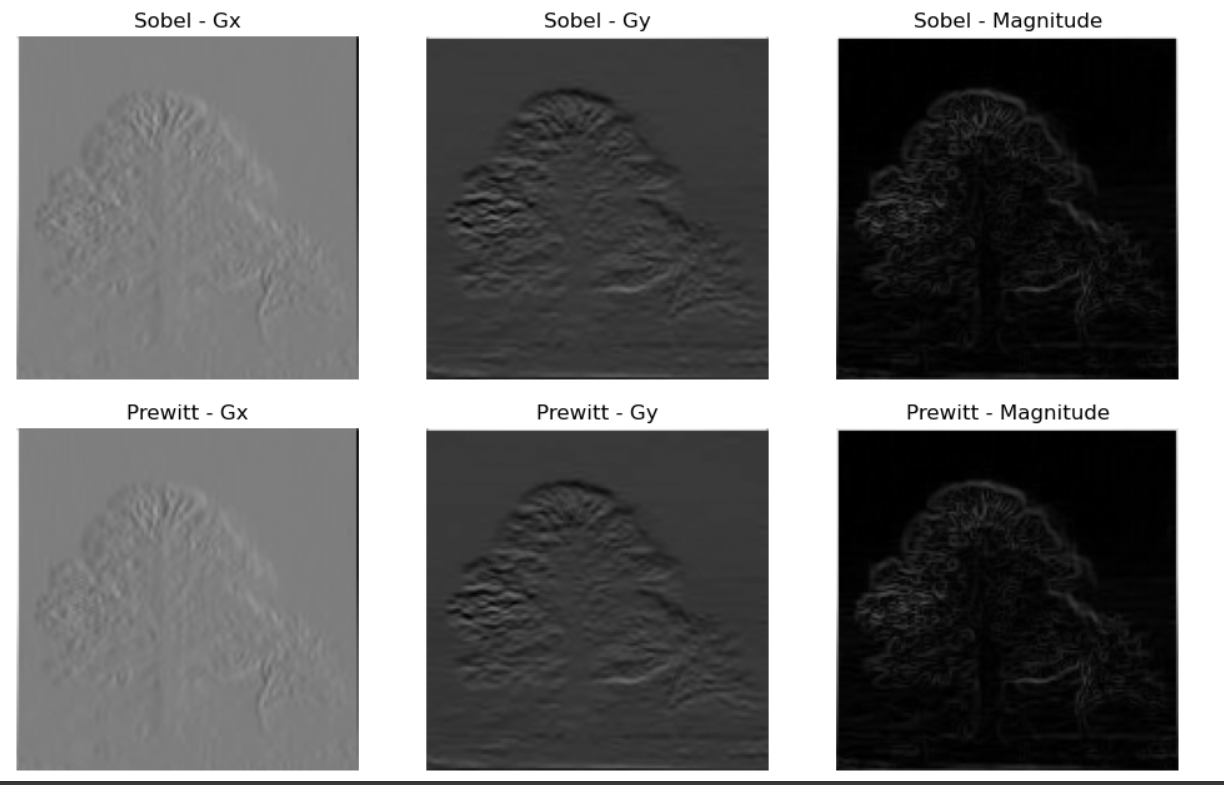 Sobel - Gx
Sobel - Gy
Sobel - Magnitude
Prewitt - Gx
Prewitt - Gy
Prewitt - Magnitude